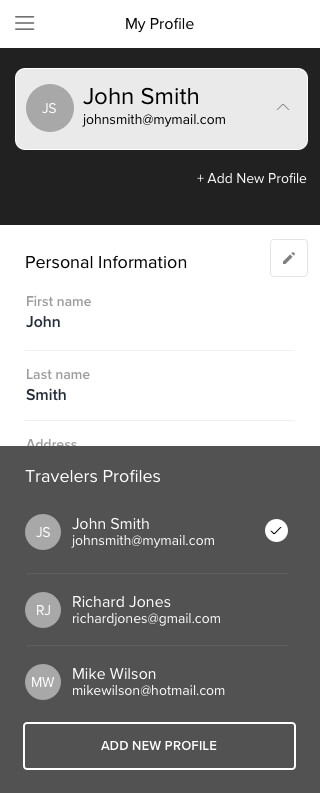 My Profile
JS
John Smith
johnsmith@mymail.com
+ Add New Profile
Personal Information
First name
John
Last name
Smith
Address
Travelers Profiles
JS
John Smith
johnsmith@mymail.com
RJ
Richard Jones
richardjones@gmail.com
MW
Mike Wilson
mikewilson@hotmail.com
ADD NEW PROFILE